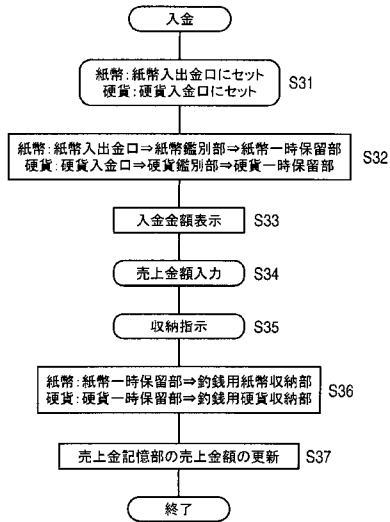 入金
紙幣:紙幣入出金口にセット
硬貨:硬貨入金口にセット
S31
紙幣:紙幣入出金口⇒紙幣鑑別部⇒紙幣一時保留部
硬貨:硬貨入金口⇒硬貨鑑別部⇒硬貨一時保留部
S32
入金金額表示
S33
売上金額入力
S34
収納指示
S35
紙幣:紙幣一時保留部⇒釣銭用紙幣収納部
硬貨:硬貨一時保留部⇒釣銭用硬貨収納部
S36
売上金記憶部の売上金額の更新
S37
終了